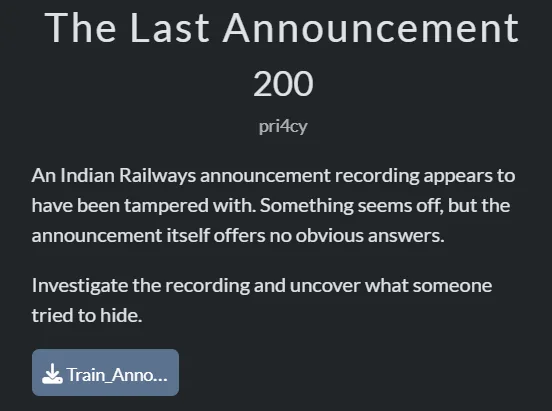 The Last Announcement
200
pri4cy
An Indian Railways announcement recording appears to
have been tampered with. Something seems off, but the
announcement itself offers no obvious answers.
Investigate the recording and uncover what someone
tried to hide.
Train_Anno...